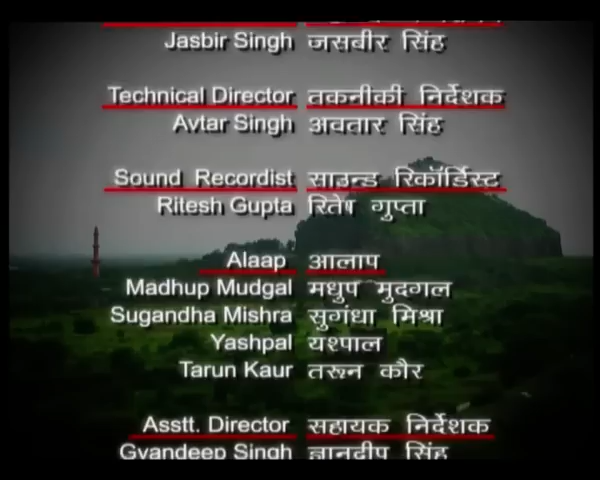 Jasbir Singh जसबीर सिंह
Technical Director तकनीकी निर्देशक
Avtar Singh अवतार सिंह
Sound Recordist साउन्ड रिकॉर्डिस्ट
Ritesh Gupta रितेष गुप्ता
Alaap आलाप
Madhup Mudgal मधुप मुदगल
Sugandha Mishra सुगंधा मिश्रा
Yashpal यश्पाल
Tarun Kaur तरून कौर
Asstt. Director सहायक निर्देशक
Gyandeep Singh ज्ञानदीप सिंह